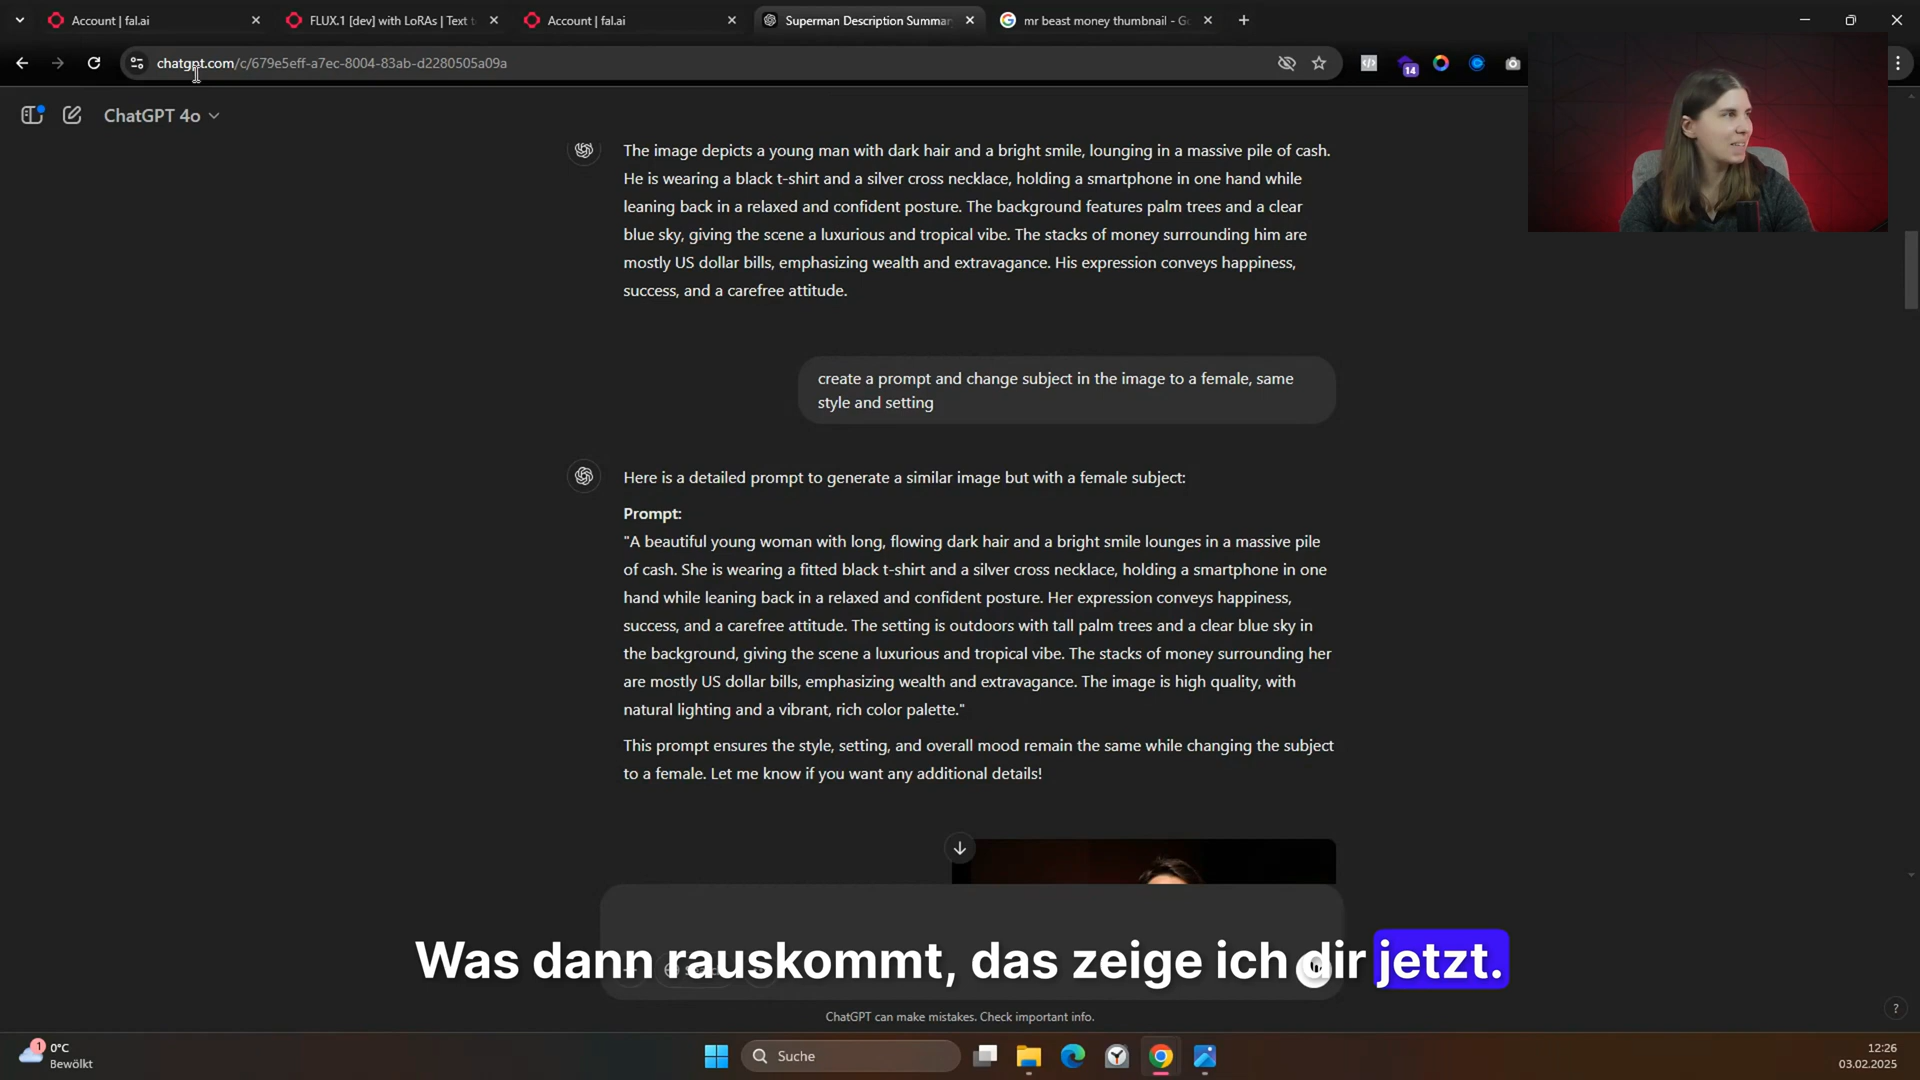 Account | fal.ai
FLUX.1 [dev] with LoRAs | Text t
Account | fal.ai
Superman Description Summar
mr beast money thumbnail - Go
chatgpt.com/c/679e5eff-a7ec-8004-83ab-d2280505a09a
14
ChatGPT 4o
The image depicts a young man with dark hair and a bright smile, lounging in a massive pile of cash.
He is wearing a black t-shirt and a silver cross necklace, holding a smartphone in one hand while
leaning back in a relaxed and confident posture. The background features palm trees and a clear
blue sky, giving the scene a luxurious and tropical vibe. The stacks of money surrounding him are
mostly US dollar bills, emphasizing wealth and extravagance. His expression conveys happiness,
success, and a carefree attitude.
create a prompt and change subject in the image to a female, same
style and setting
Here is a detailed prompt to generate a similar image but with a female subject:
Prompt:
"A beautiful young woman with long, flowing dark hair and a bright smile lounges in a massive pile
of cash. She is wearing a fitted black t-shirt and a silver cross necklace, holding a smartphone in one
hand while leaning back in a relaxed and confident posture. Her expression conveys happiness,
success, and a carefree attitude. The setting is outdoors with tall palm trees and a clear blue sky in
the background, giving the scene a luxurious and tropical vibe. The stacks of money surrounding her
are mostly US dollar bills, emphasizing wealth and extravagance. The image is high quality, with
natural lighting and a vibrant, rich color palette."
This prompt ensures the style, setting, and overall mood remain the same while changing the subject
to a female. Let me know if you want any additional details!
Was dann rauskommt, das zeige ich dir jetzt.
ChatGPT can make mistakes. Check important info.
?
1
0°C
Bewölkt
Suche
12:26
03.02.2025